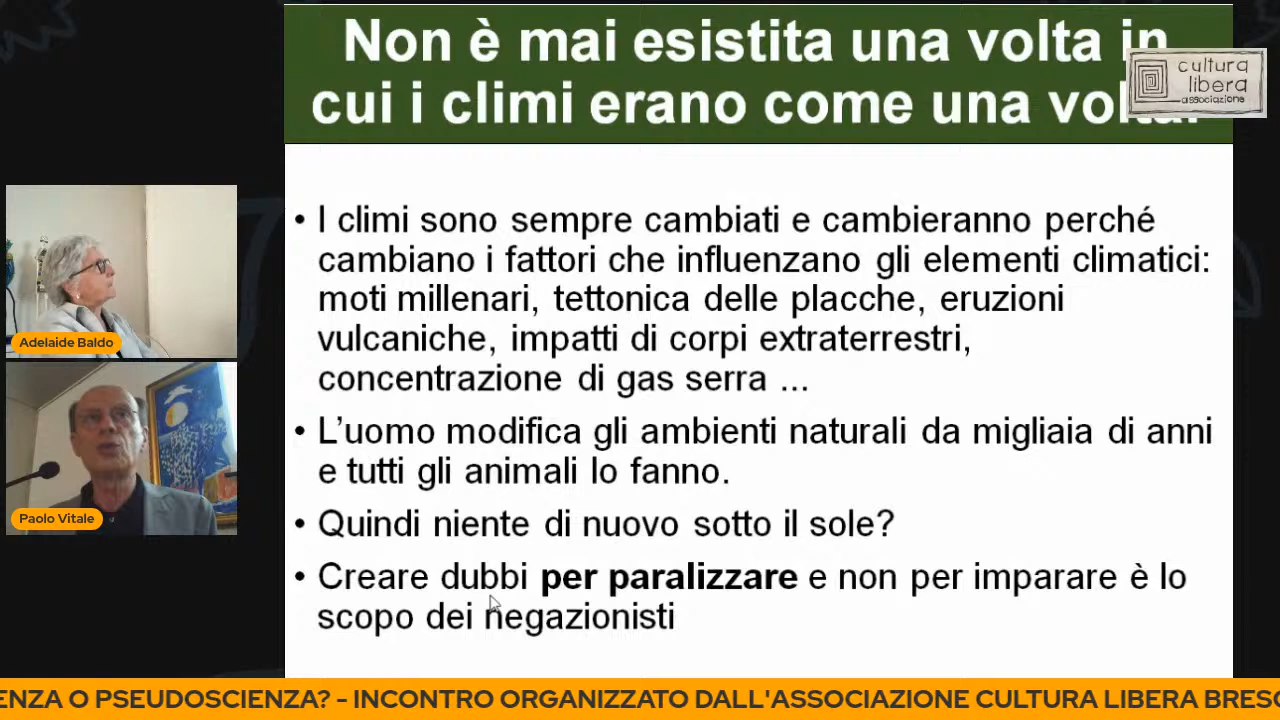 Non è mai esistita una volta in
cui i climi erano come una volta!
cultura
libera
associazione
• I climi sono sempre cambiati e cambieranno perché
cambiano i fattori che influenzano gli elementi climatici:
moti millenari, tettonica delle placche, eruzioni
vulcaniche, impatti di corpi extraterrestri,
concentrazione di gas serra ...
• L'uomo modifica gli ambienti naturali da migliaia di anni
e tutti gli animali lo fanno.
• Quindi niente di nuovo sotto il sole?
• Creare dubbi per paralizzare e non per imparare è lo
scopo dei negazionisti
Adelaide Baldo
Paolo Vitale
ENZA O PSEUDOSCIENZA? - INCONTRO ORGANIZZATO DALL'ASSOCIAZIONE CULTURA LIBERA BRESC